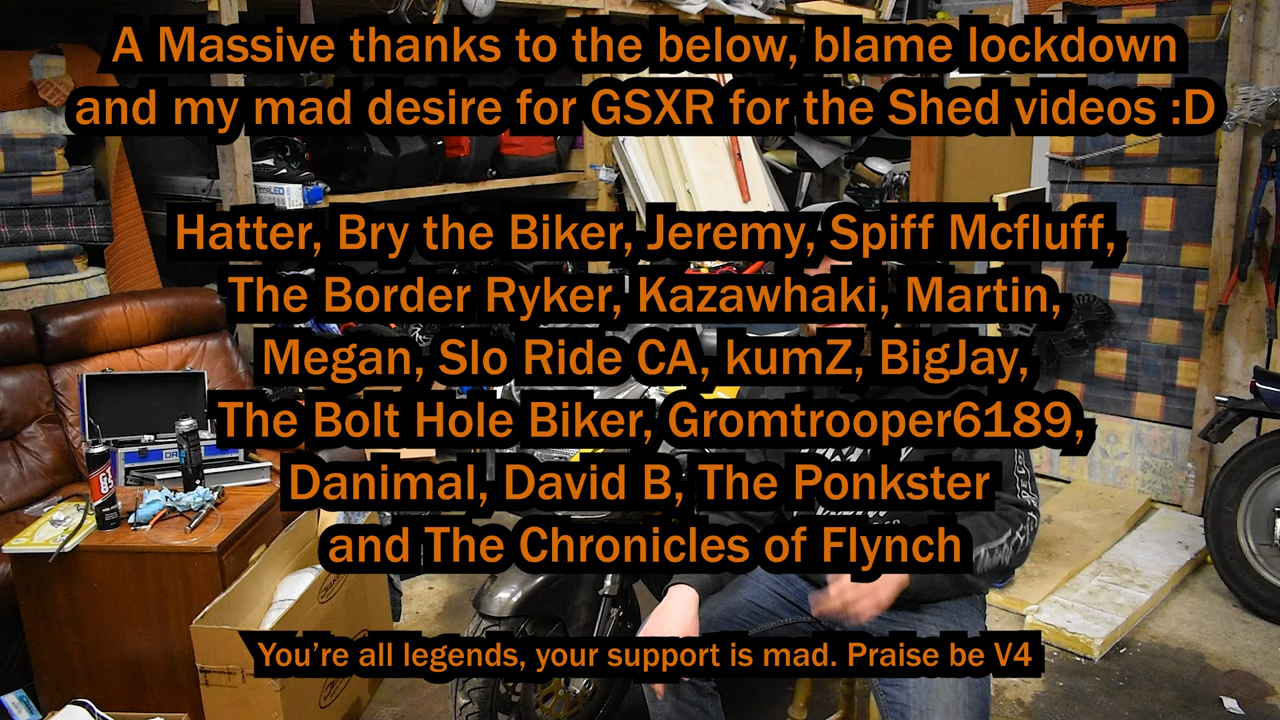 A Massive thanks to the below, blame lockdown
and my mad desire for GSXR for the Shed videos :D
Hatter, Bry the Biker, Jeremy, Spiff Mcfluff,
The Border Ryker, Kazawhaki, Martin,
Megan, Slo Ride CA, kumZ, BigJay,
The Bolt Hole Biker, Gromtrooper6189,
Danimal, David B, The Ponkster
and The Chronicles of Flynch
You’re all legends, your support is mad. Praise be V4